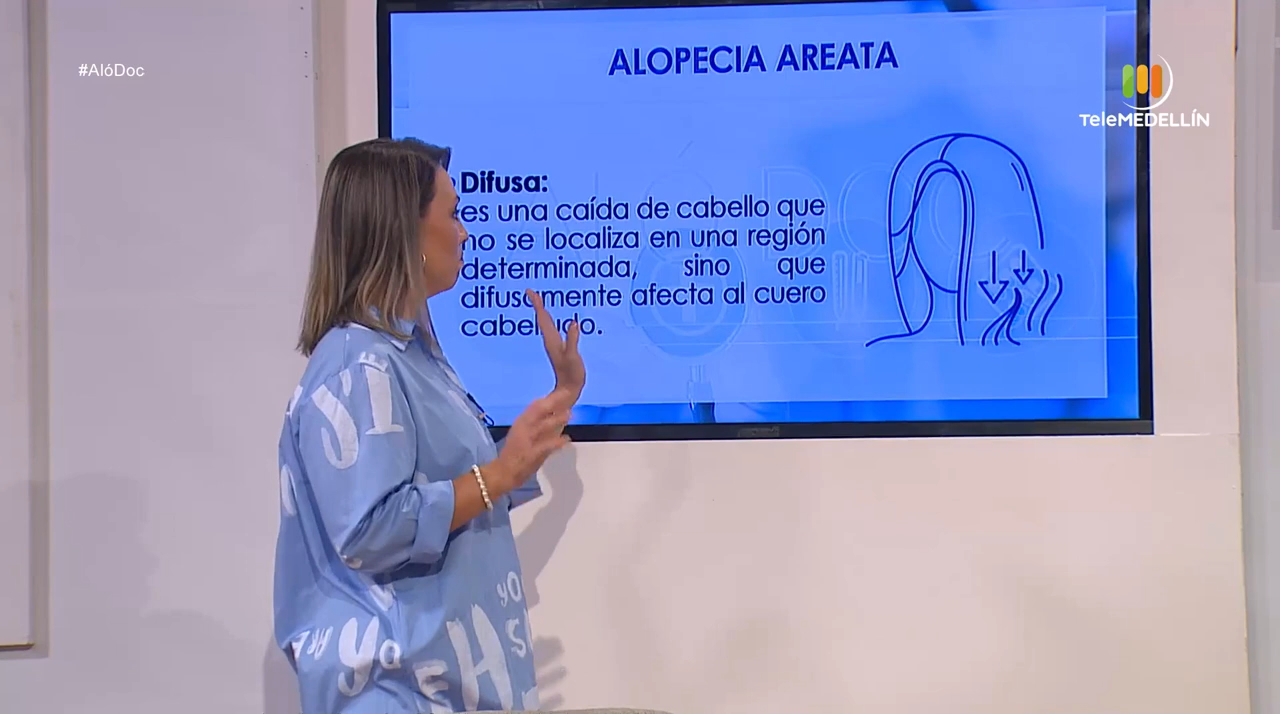 #AlóDoc
ALOPECIA AREATA
TeleMEDELLÍN
Difusa:
es una caída de cabello que
no se localiza en una región
determinada, sino que
difusamente afecta al cuero
cabelludo.
yo
H